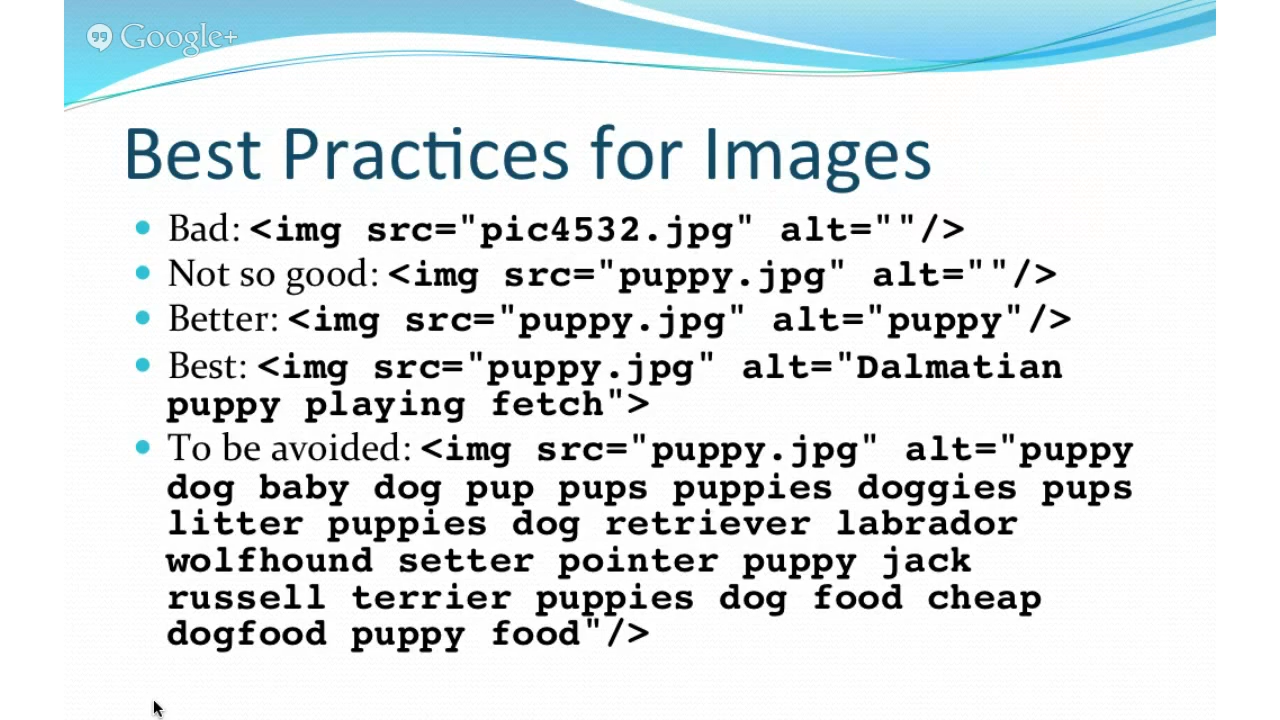 Google+
Best Practices for Images
Bad: <img src="pic4532.jpg" alt=""/>
Not so good: <img src="puppy.jpg" alt=""/>
Better: <img src="puppy.jpg" alt="puppy"/>
Best: <img src="puppy.jpg" alt="Dalmatian
puppy playing fetch">
To be avoided: <img src="puppy.jpg" alt="puppy
dog baby dog pup pups puppies doggies pups
litter puppies dog retriever labrador
wolfhound setter pointer puppy jack
russell terrier puppies dog food cheap
dogfood puppy food"/>